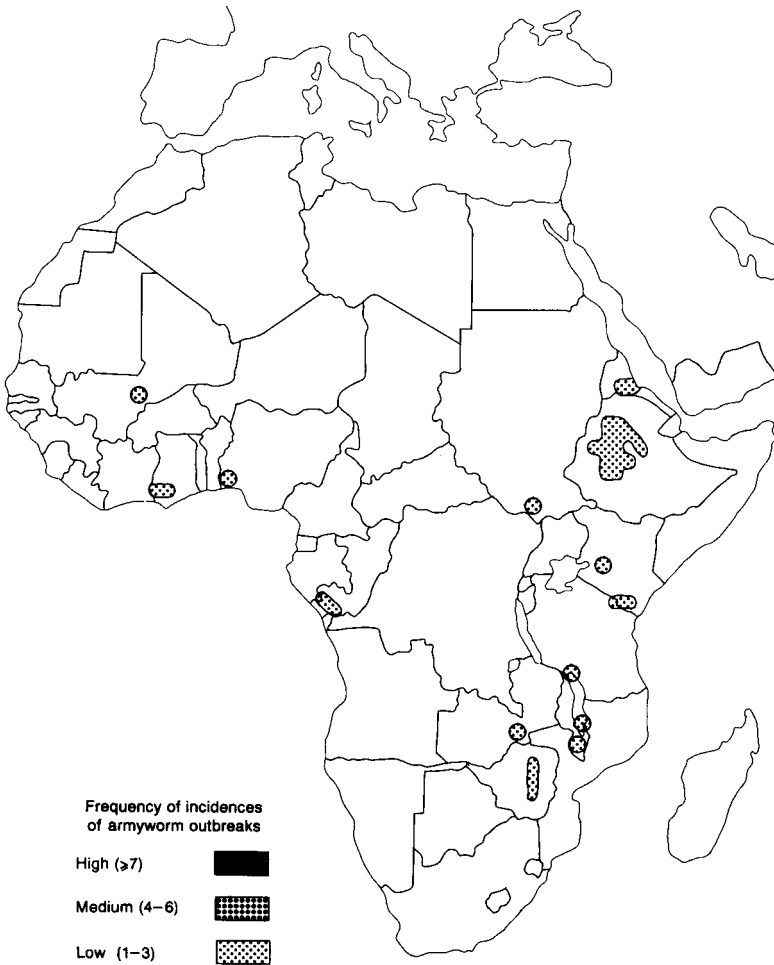 Frequency of incidences
of armyworm outbreaks
High (⩾7)
Medium (4–6)
Low (1–3)